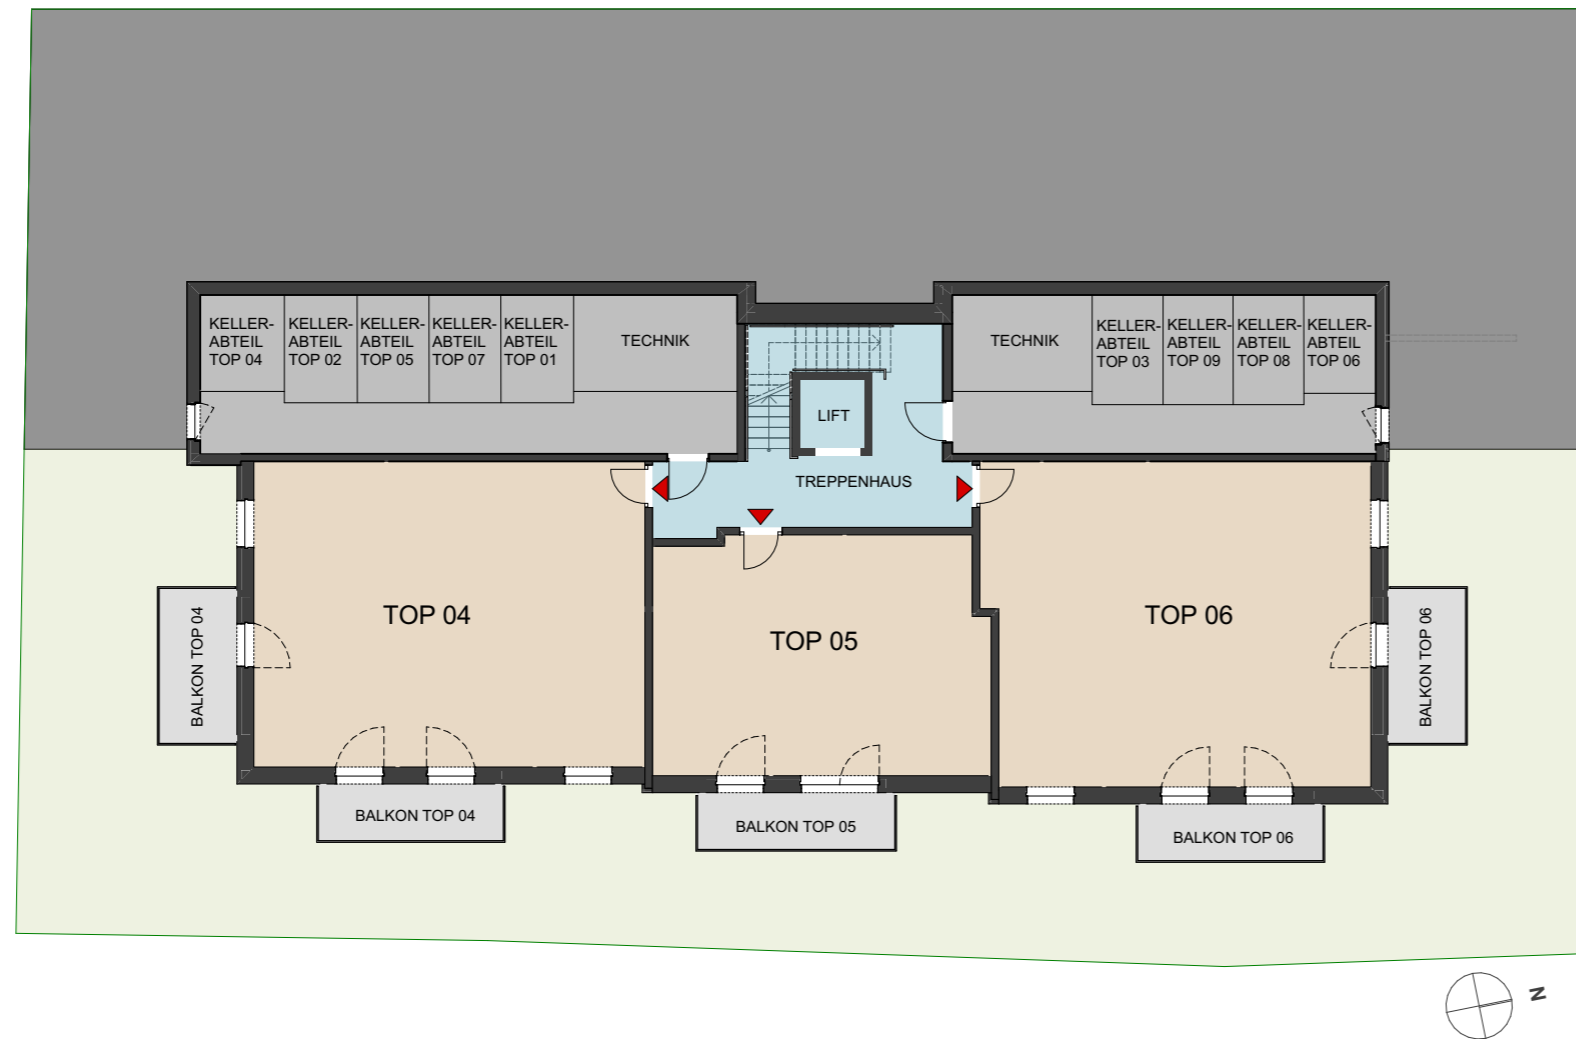 KELLER-
ABTEIL
TOP 04
KELLER-
ABTEIL
TOP 02
KELLER-
ABTEIL
TOP 05
KELLER-
ABTEIL
TOP 07
KELLER-
ABTEIL
TOP 01
TECHNIK
TECHNIK
KELLER-
ABTEIL
TOP 03
KELLER-
ABTEIL
TOP 09
KELLER-
ABTEIL
TOP 08
KELLER-
ABTEIL
TOP 06
LIFT
TREPPENHAUS
TOP 04
TOP 05
TOP 06
BALKON TOP 04
BALKON TOP 06
BALKON TOP 04
BALKON TOP 05
BALKON TOP 06
N